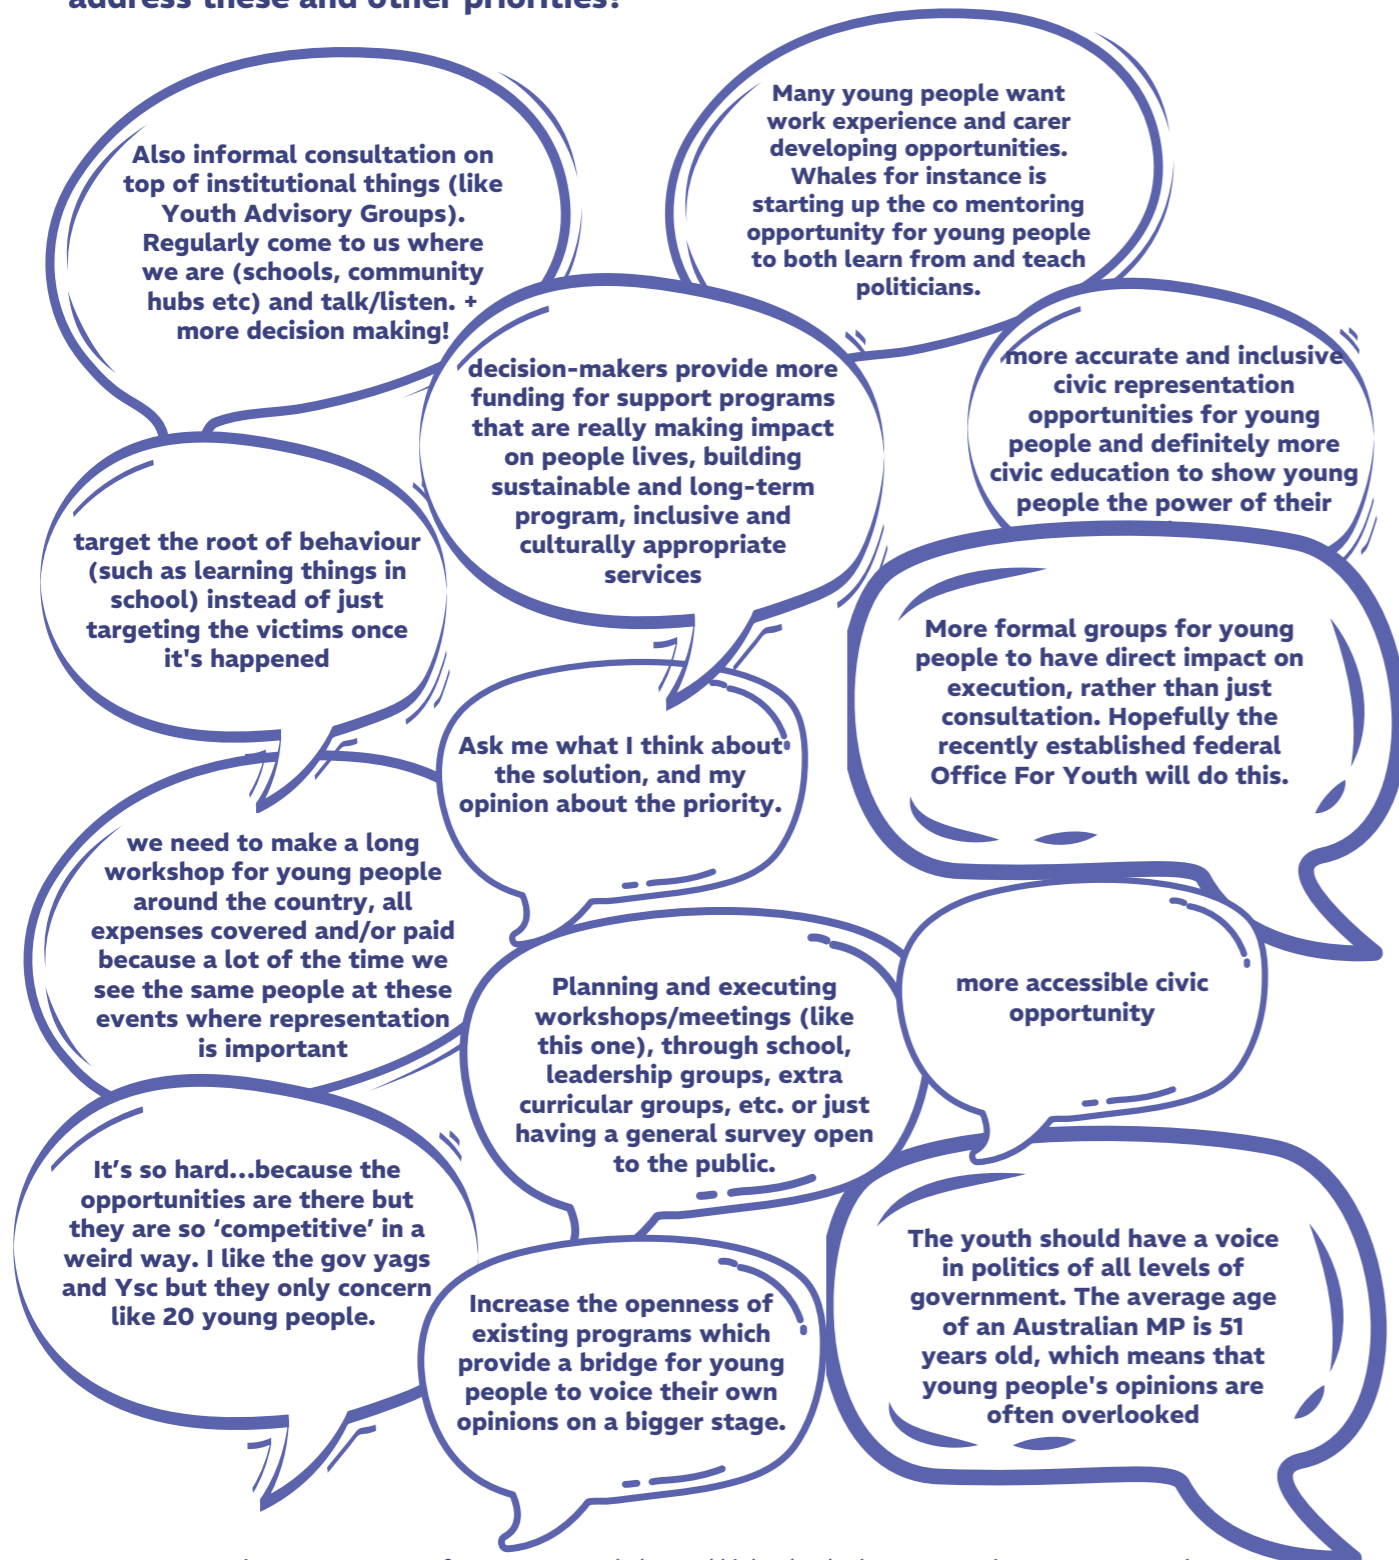 address these and other priorities?
Also informal consultation on
top of institutional things (like
Youth Advisory Groups).
Regularly come to us where
we are (schools, community
hubs etc) and talk/listen. +
more decision making!
Many young people want
work experience and carer
developing opportunities.
Whales for instance is
starting up the co mentoring
opportunity for young people
to both learn from and teach
politicians.
decision-makers provide more
funding for support programs
that are really making impact
on people lives, building
sustainable and long-term
program, inclusive and
culturally appropriate
services
more accurate and inclusive
civic representation
opportunities for young
people and definitely more
civic education to show young
people the power of their
target the root of behaviour
(such as learning things in
school) instead of just
targeting the victims once
it's happened
More formal groups for young
people to have direct impact on
execution, rather than just
consultation. Hopefully the
recently established federal
Office For Youth will do this.
Ask me what I think about
the solution, and my
opinion about the priority.
we need to make a long
workshop for young people
around the country, all
expenses covered and/or paid
because a lot of the time we
see the same people at these
events where representation
is important
Planning and executing
workshops/meetings (like
this one), through school,
leadership groups, extra
curricular groups, etc. or just
having a general survey open
to the public.
more accessible civic
opportunity
It's so hard...because the
opportunities are there but
they are so ‘competitive’ in a
weird way. I like the gov yags
and Ysc but they only concern
like 20 young people.
Increase the openness of
existing programs which
provide a bridge for young
people to voice their own
opinions on a bigger stage.
The youth should have a voice
in politics of all levels of
government. The average age
of an Australian MP is 51
years old, which means that
young people's opinions are
often overlooked